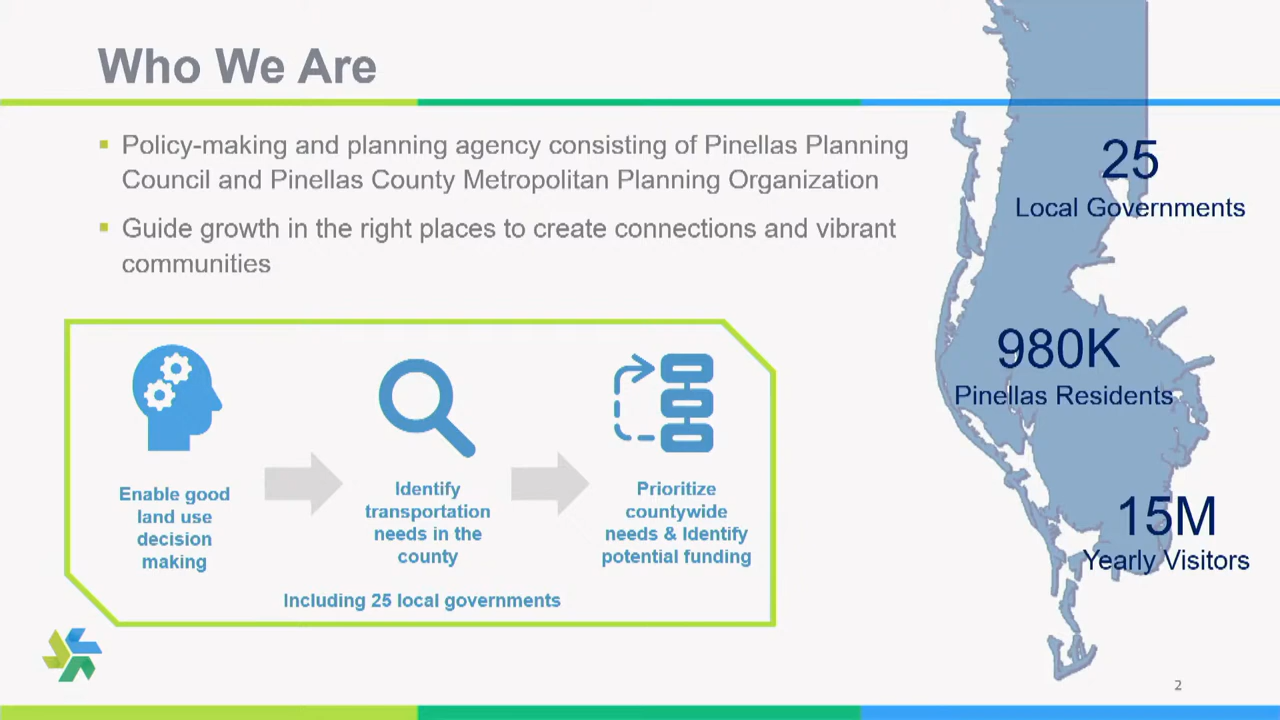 Who We Are
Policy-making and planning agency consisting of Pinellas Planning
Council and Pinellas County Metropolitan Planning Organization
Guide growth in the right places to create connections and vibrant
communities
25
Local Governments
980K
Pinellas Residents
15M
Yearly Visitors
Enable good
land use
decision
making
Identify
transportation
needs in the
county
Prioritize
countywide
needs & Identify
potential funding
Including 25 local governments
2